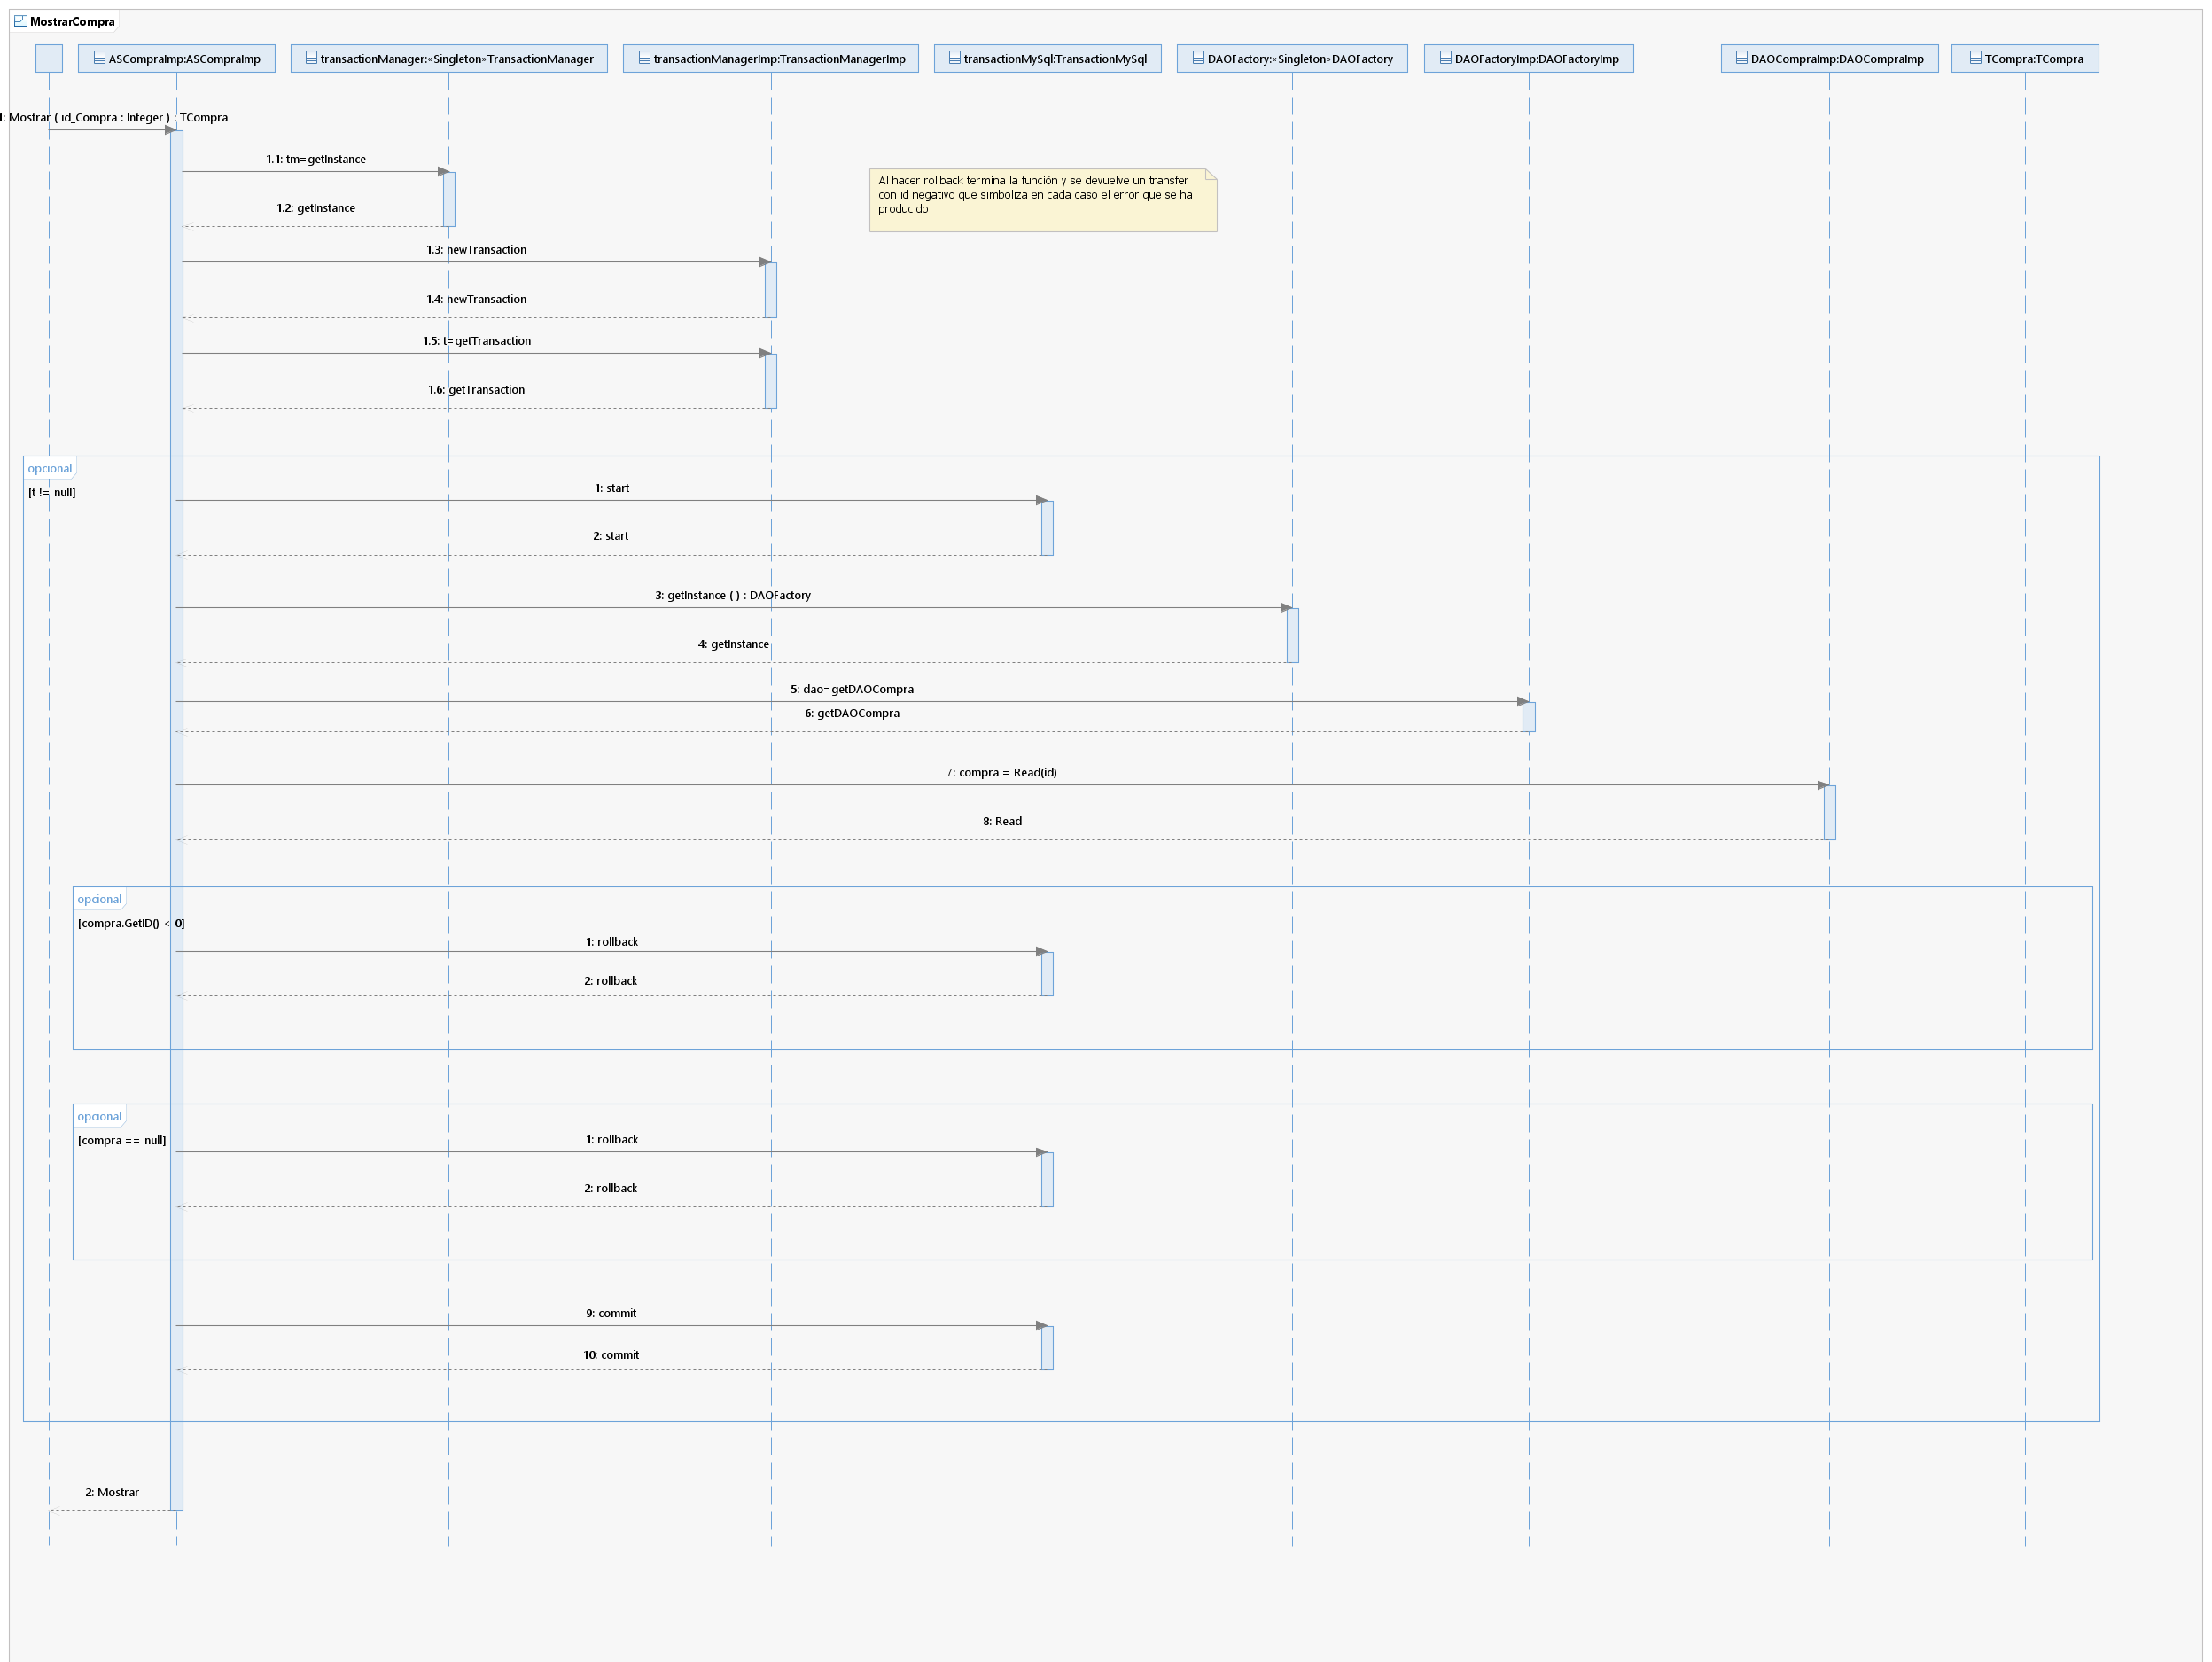 MostrarCompra
ASCompraImp:ASCompraImp
transactionManager:«Singleton»TransactionManager
transactionManagerImp:TransactionManagerImp
transactionMySql:TransactionMySql
DAOFactory:«Singleton»DAOFactory
DAOFactoryImp:DAOFactoryImp
DAOCompraImp:DAOCompraImp
TCompra:TCompra
1: Mostrar ( id_Compra : Integer ) : TCompra
1.1: tm=getInstance
Al hacer rollback termina la función y se devuelve un transfer
con id negativo que simboliza en cada caso el error que se ha
producido
1.2: getInstance
1.3: newTransaction
1.4: newTransaction
1.5: t=getTransaction
1.6: getTransaction
opcional
[t != null]
1: start
2: start
3: getInstance ( ) : DAOFactory
4: getInstance
5: dao=getDAOCompra
6: getDAOCompra
7: compra = Read(id)
8: Read
opcional
[compra.GetID() < 0]
1: rollback
2: rollback
opcional
[compra == null]
1: rollback
2: rollback
9: commit
10: commit
2: Mostrar